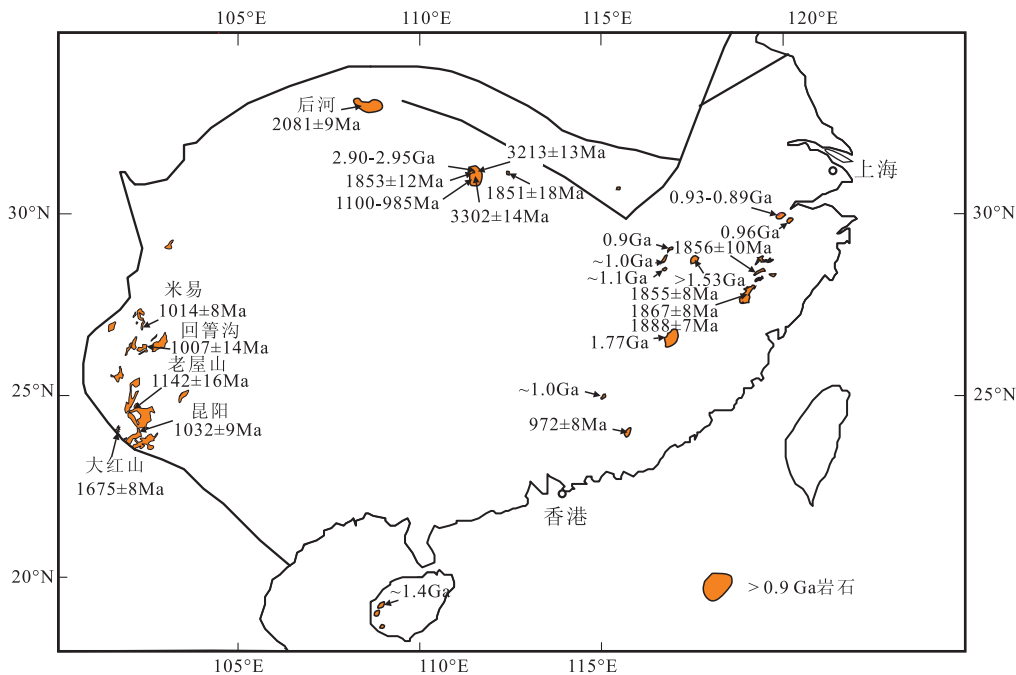 105°E
110°E
115°E
120°E
后河
2081±9Ma
2.90-2.95Ga
3213±13Ma
1853±12Ma
1851±18Ma
1100-985Ma
3302±14Ma
上海
0.93-0.89Ga
30°N
30°N
0.96Ga
0.9Ga
1856±10Ma
~1.0Ga
~1.1Ga
>1.53Ga
1855±8Ma
1867±8Ma
1888±7Ma
1.77Ga
米易
1014±8Ma
回箐沟
1007±14Ma
老屋山
1142±16Ma
昆阳
1032±9Ma
大红山
1675±8Ma
25°N
25°N
~1.0Ga
972±8Ma
香港
20°N
20°N
~1.4Ga
>0.9 Ga岩石
105°E
110°E
115°E